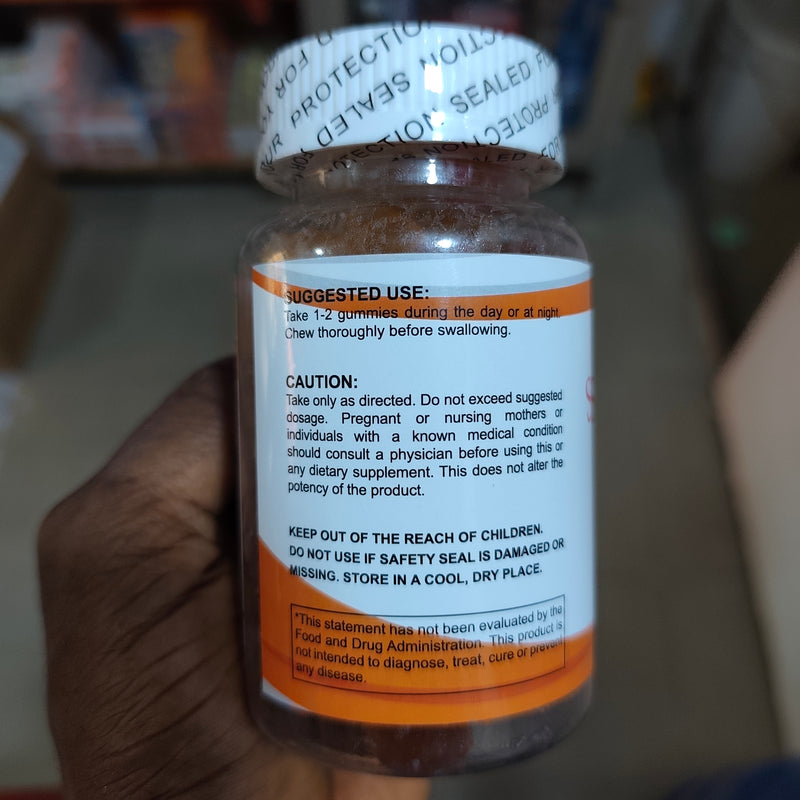 SEALED FOR
YOUR PROTECTION
SEALED FOR
PROTECTION
SUGGESTED USE:
Take 1-2 gummies during the day or at night.
Chew thoroughly before swallowing.
CAUTION:
Take only as directed. Do not exceed suggested
dosage. Pregnant or nursing mothers or
individuals with a known medical condition
should consult a physician before using this or
any dietary supplement. This does not alter the
potency of the product.
KEEP OUT OF THE REACH OF CHILDREN.
DO NOT USE IF SAFETY SEAL IS DAMAGED OR
MISSING. STORE IN A COOL, DRY PLACE.
*This statement has not been evaluated by the
Food and Drug Administration. This product is
not intended to diagnose, treat, cure or prevent
any disease.